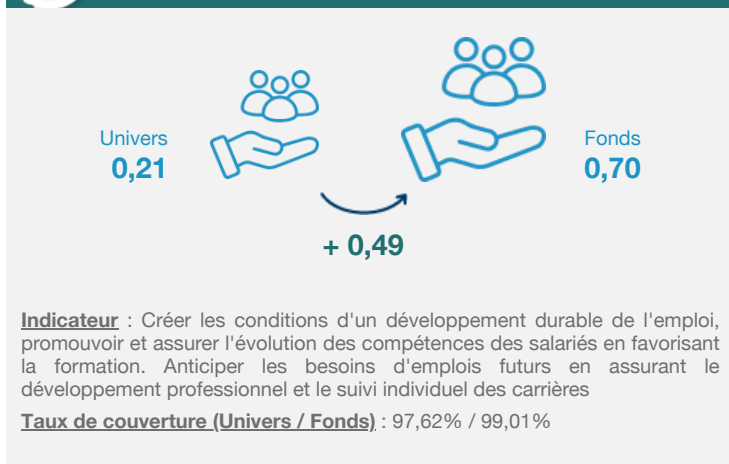 Univers
0,21
Fonds
0,70
+ 0,49
Indicateur : Créer les conditions d'un développement durable de l'emploi,
promouvoir et assurer l'évolution des compétences des salariés en favorisant
la formation. Anticiper les besoins d'emplois futurs en assurant le
développement professionnel et le suivi individuel des carrières
Taux de couverture (Univers / Fonds) : 97,62% / 99,01%